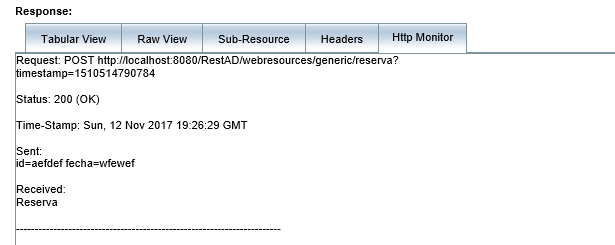 Response:
Tabular View Raw View Sub-Resource Headers Http Monitor
Request: POST http://localhost:8080/RestAD/webresources/generic/reserva?
timestamp=1510514790784
Status: 200 (OK)
Time-Stamp: Sun, 12 Nov 2017 19:26:29 GMT
Sent:
id=aefdef fecha=wfewef
Received:
Reserva
-----------------------------------------------------------------------